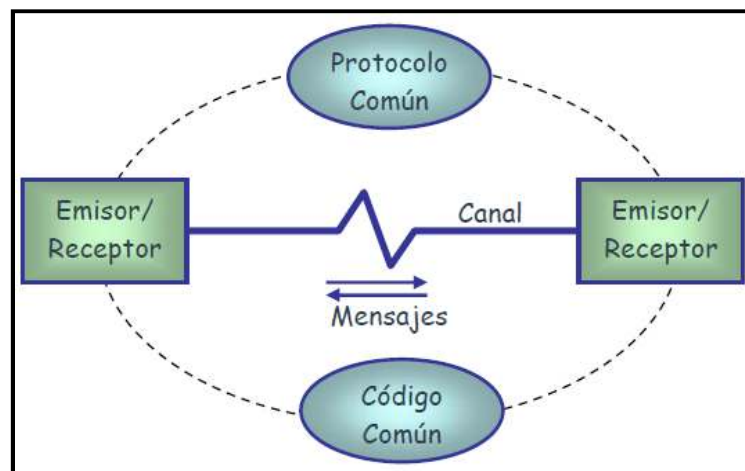 Protocolo
Común
Emisor/
Receptor
Canal
Emisor/
Receptor
Mensajes
Código
Común